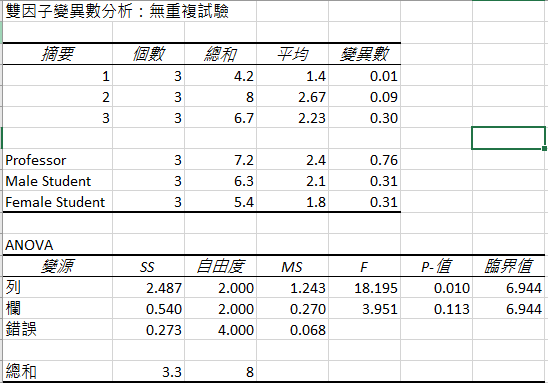 雙因子變異數分析：無重複試驗
摘要 個數 總和 平均 變異數
1 3 4.2 1.4 0.01
2 3 8 2.67 0.09
3 3 6.7 2.23 0.30
Professor 3 7.2 2.4 0.76
Male Student 3 6.3 2.1 0.31
Female Student 3 5.4 1.8 0.31
ANOVA
變源 SS 自由度 MS F P-值 臨界值
列 2.487 2.000 1.243 18.195 0.010 6.944
欄 0.540 2.000 0.270 3.951 0.113 6.944
錯誤 0.273 4.000 0.068
總和 3.3 8